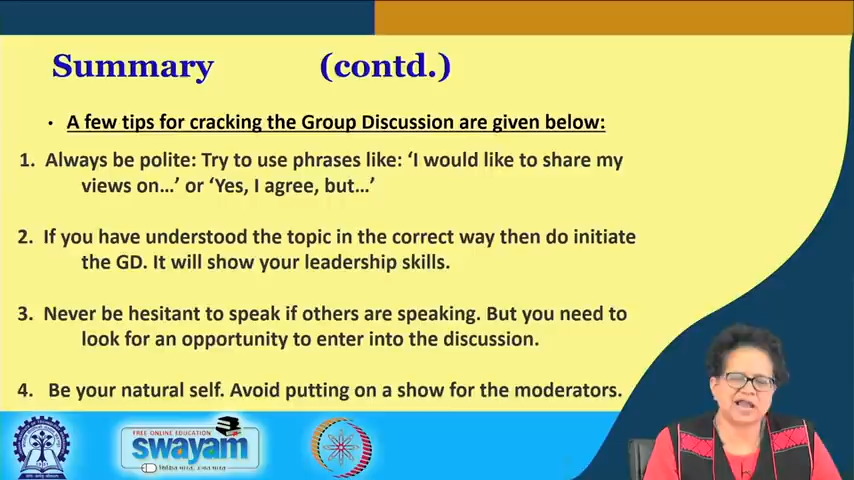 Summary (contd.)
• A few tips for cracking the Group Discussion are given below:
1. Always be polite: Try to use phrases like: ‘I would like to share my
views on...’ or ‘Yes, I agree, but...’
2. If you have understood the topic in the correct way then do initiate
the GD. It will show your leadership skills.
3. Never be hesitant to speak if others are speaking. But you need to
look for an opportunity to enter into the discussion.
4. Be your natural self. Avoid putting on a show for the moderators.
FREE ONLINE EDUCATION
swayam